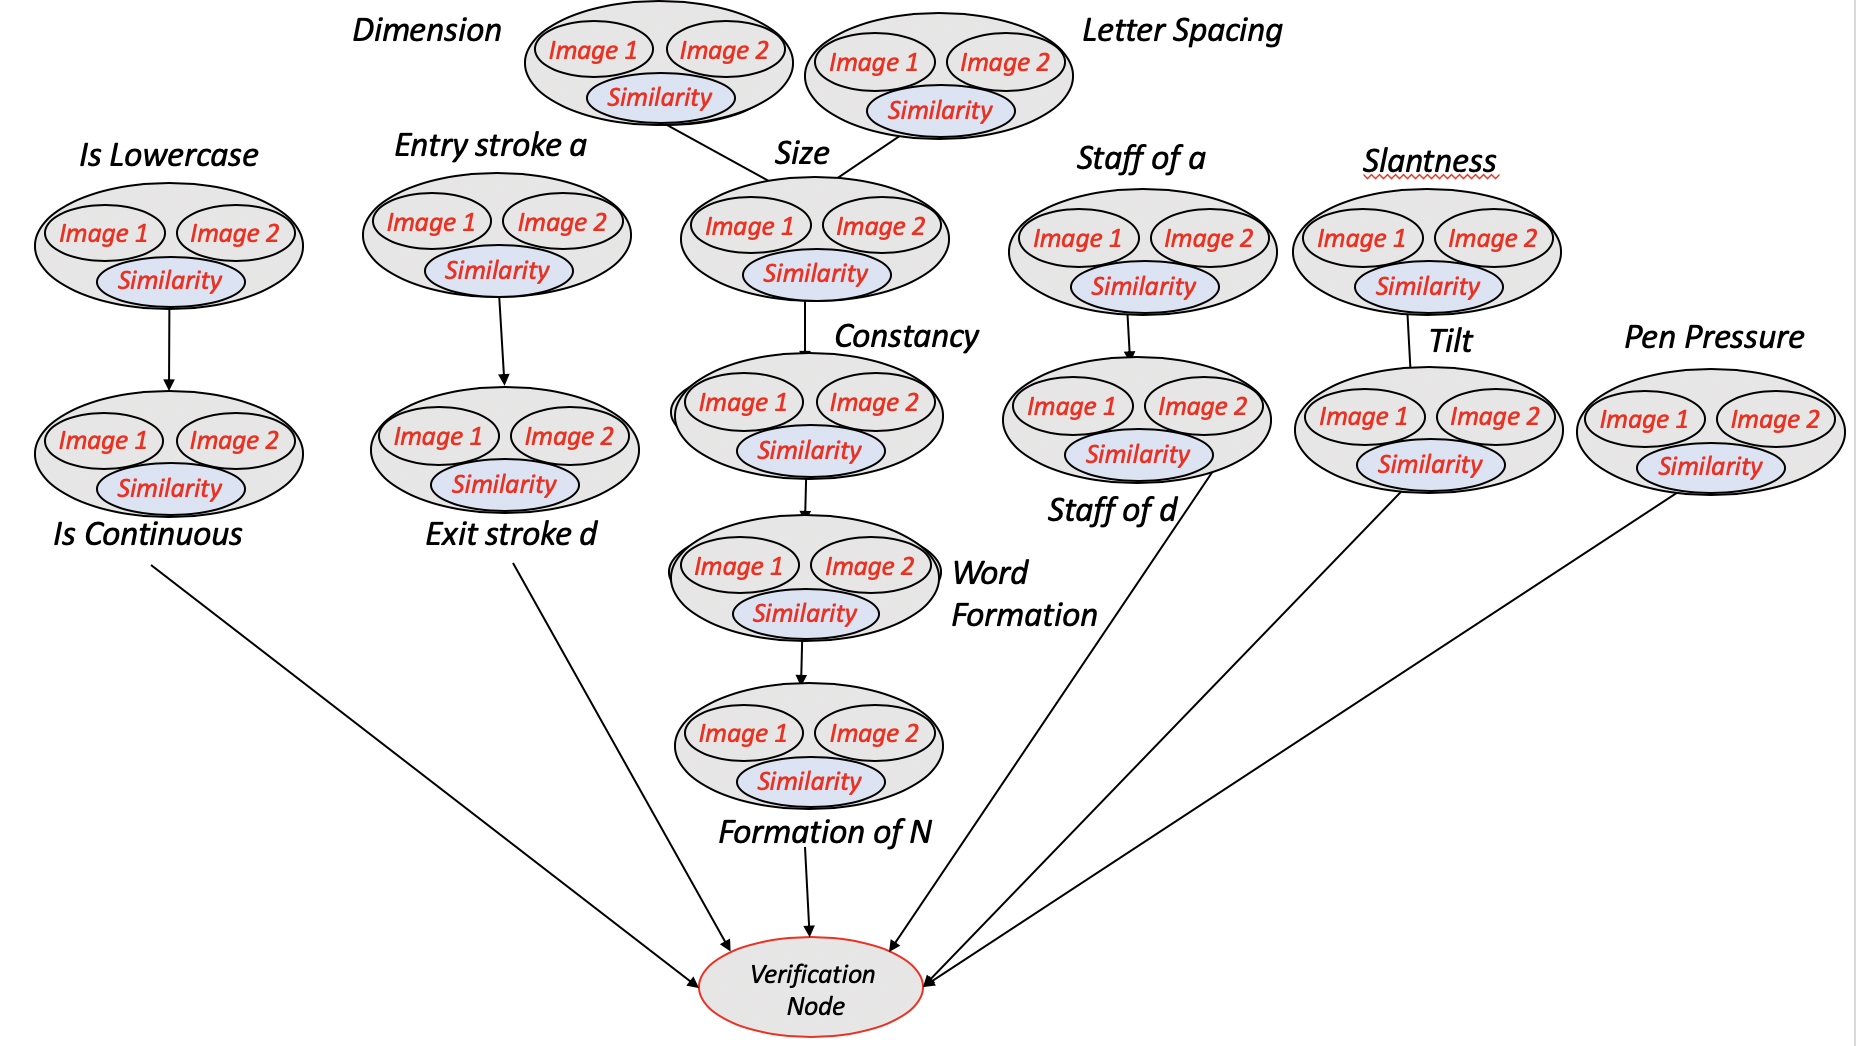 Dimension
Image 1 Image 2
Similarity
Letter Spacing
Image 1 Image 2
Similarity
Is Lowercase
Image 1 Image 2
Similarity
Entry stroke a
Image 1 Image 2
Similarity
Size
Image 1 Image 2
Similarity
Staff of a
Image 1 Image 2
Similarity
Slantness
Image 1 Image 2
Similarity
Image 1 Image 2
Similarity
Is Continuous
Image 1 Image 2
Similarity
Exit stroke d
Constancy
Image 1 Image 2
Similarity
Image 1 Image 2
Similarity
Staff of d
Tilt
Image 1 Image 2
Similarity
Pen Pressure
Image 1 Image 2
Similarity
Image 1 Image 2
Similarity
Word
Formation
Image 1 Image 2
Similarity
Formation of N
Verification
Node